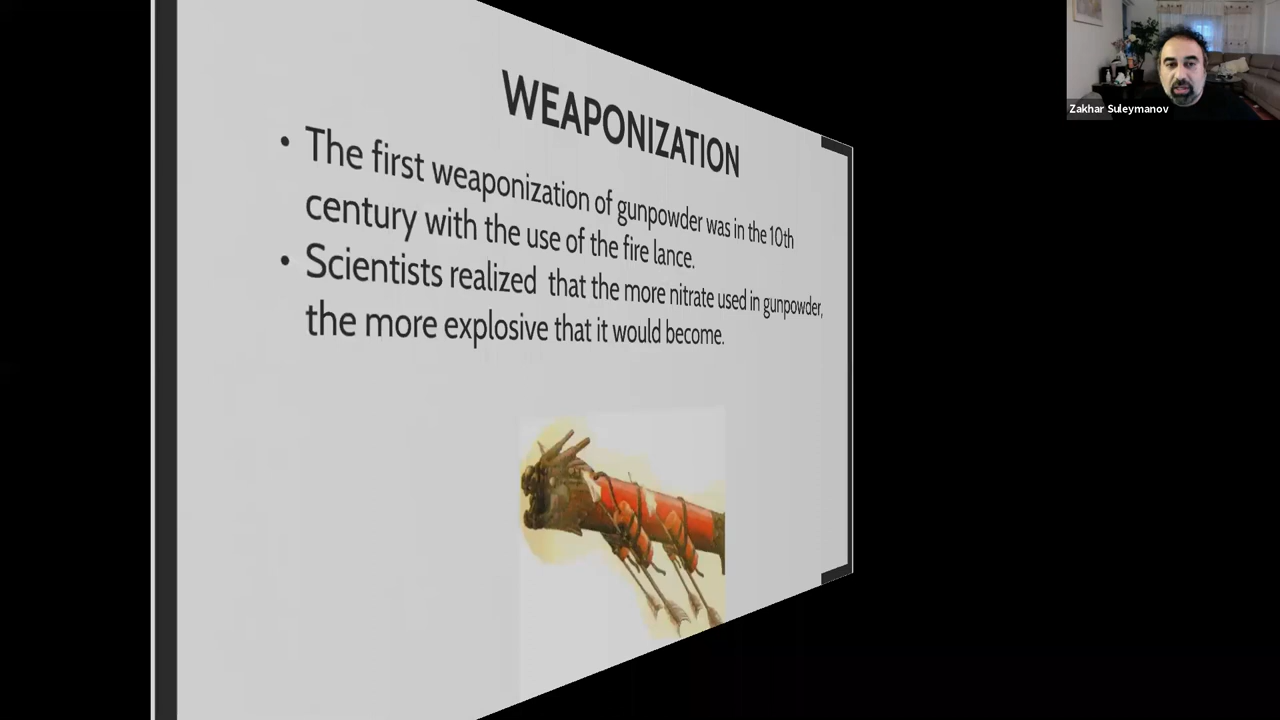 WEAPONIZATION
• The first weaponization of gunpowder was in the 10th
century with the use of the fire lance.
• Scientists realized that the more nitrate used in gunpowder,
the more explosive that it would become.
Zakhar Suleymanov